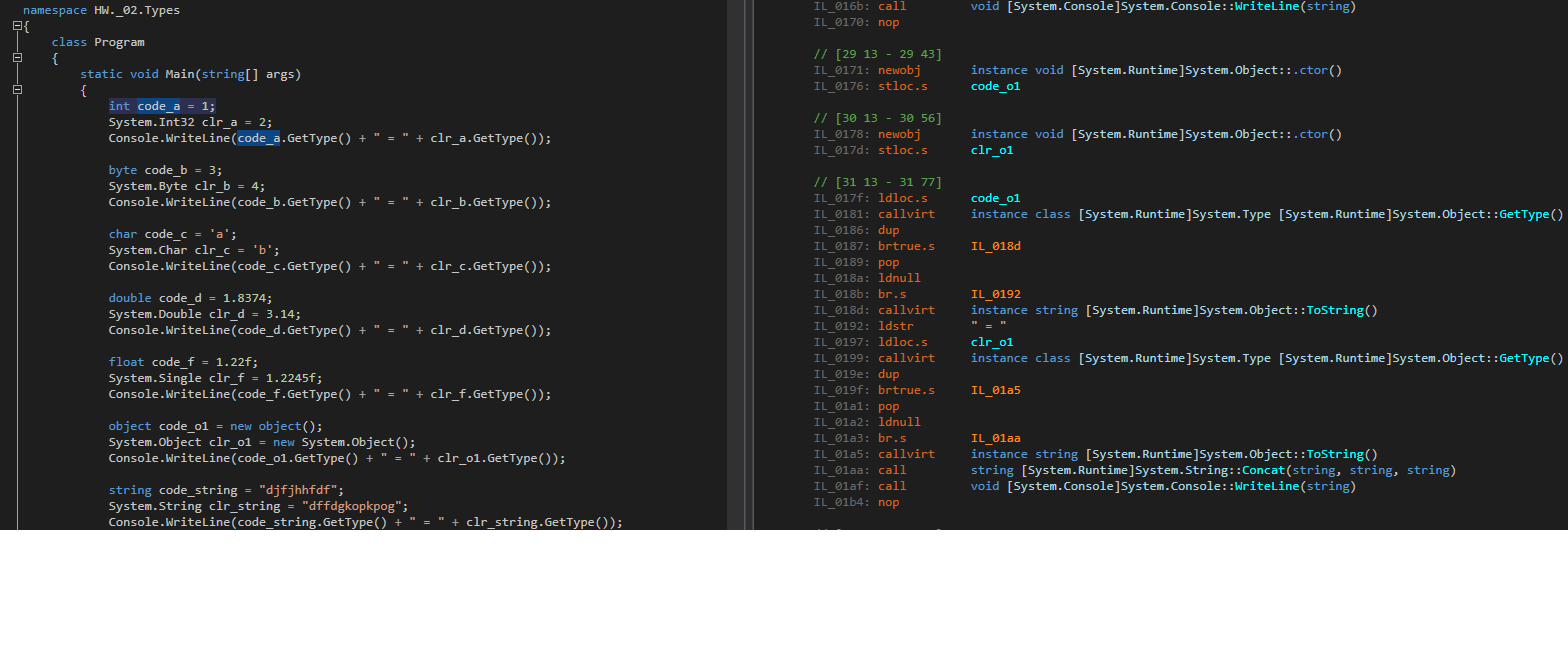 namespace HW._02.Types
{
class Program
{
static void Main(string[] args)
{
int code_a = 1;
System.Int32 clr_a = 2;
Console.WriteLine(code_a.GetType() + " = " + clr_a.GetType());
byte code_b = 3;
System.Byte clr_b = 4;
Console.WriteLine(code_b.GetType() + " = " + clr_b.GetType());
char code_c = 'a';
System.Char clr_c = 'b';
Console.WriteLine(code_c.GetType() + " = " + clr_c.GetType());
double code_d = 1.8374;
System.Double clr_d = 3.14;
Console.WriteLine(code_d.GetType() + " = " + clr_d.GetType());
float code_f = 1.22f;
System.Single clr_f = 1.2245f;
Console.WriteLine(code_f.GetType() + " = " + clr_f.GetType());
object code_o1 = new object();
System.Object clr_o1 = new System.Object();
Console.WriteLine(code_o1.GetType() + " = " + clr_o1.GetType());
string code_string = "djfjhhfdf";
System.String clr_string = "dffdgkopkpog";
Console.WriteLine(code_string.GetType() + " = " + clr_string.GetType());
IL_016b: call void [System.Console]System.Console::WriteLine(string)
IL_0170: nop
// [29 13 - 29 43]
IL_0171: newobj instance void [System.Runtime]System.Object::.ctor()
IL_0176: stloc.s code_o1
// [30 13 - 30 56]
IL_0178: newobj instance void [System.Runtime]System.Object::.ctor()
IL_017d: stloc.s clr_o1
// [31 13 - 31 77]
IL_017f: ldloc.s code_o1
IL_0181: callvirt instance class [System.Runtime]System.Type [System.Runtime]System.Object::GetType()
IL_0186: dup
IL_0187: brtrue.s IL_018d
IL_0189: pop
IL_018a: ldnull
IL_018b: br.s IL_0192
IL_018d: callvirt instance string [System.Runtime]System.Object::ToString()
IL_0192: ldstr " = "
IL_0197: ldloc.s clr_o1
IL_0199: callvirt instance class [System.Runtime]System.Type [System.Runtime]System.Object::GetType()
IL_019e: dup
IL_019f: brtrue.s IL_01a5
IL_01a1: pop
IL_01a2: ldnull
IL_01a3: br.s IL_01aa
IL_01a5: callvirt instance string [System.Runtime]System.Object::ToString()
IL_01aa: call string [System.Runtime]System.String::Concat(string, string, string)
IL_01af: call void [System.Console]System.Console::WriteLine(string)
IL_01b4: nop